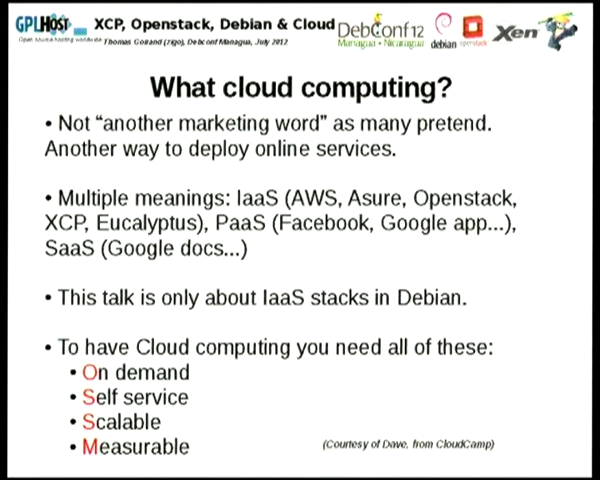 GPLHOST
Open source hosting worldwide
XCP, Openstack, Debian & Cloud
Thomas Goirand (zigo), Debconf Managua, July 2012
DebConf12
Managua • Nicaragua
debian
openstack
Xen
What cloud computing?
• Not “another marketing word” as many pretend.
Another way to deploy online services.
• Multiple meanings: IaaS (AWS, Asure, Openstack,
XCP, Eucalyptus), PaaS (Facebook, Google app...),
SaaS (Google docs...)
• This talk is only about IaaS stacks in Debian.
• To have Cloud computing you need all of these:
• On demand
• Self service
• Scalable
• Measurable
(Courtesy of Dave, from CloudCamp)